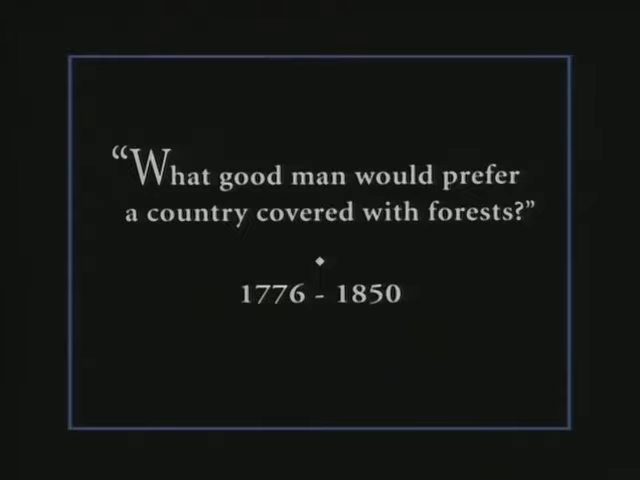 “What good man would prefer
a country covered with forests?”
1776 - 1850